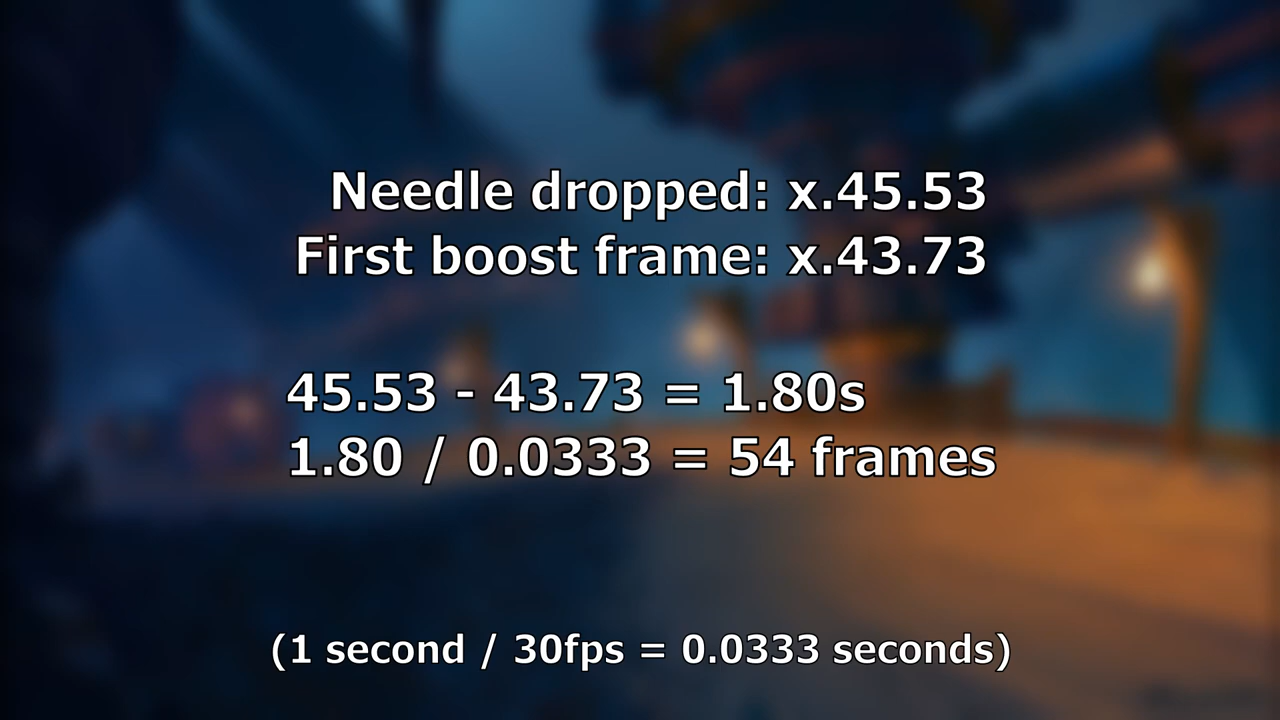 Needle dropped: x.45.53
First boost frame: x.43.73
45.53 - 43.73 = 1.80s
1.80 / 0.0333 = 54 frames
(1 second / 30fps = 0.0333 seconds)